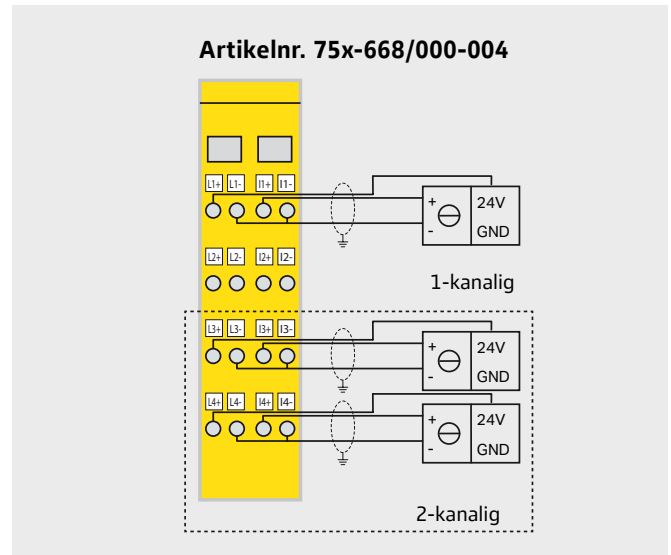 Artikelnr. 75x-668/000-004
L1+ L1- I1+ I1-
+ 24V
- GND
L2+ L2- I2+ I2-
1-kanalig
L3+ L3- I3+ I3-
+ 24V
- GND
L4+ L4- I4+ I4-
+ 24V
- GND
2-kanalig